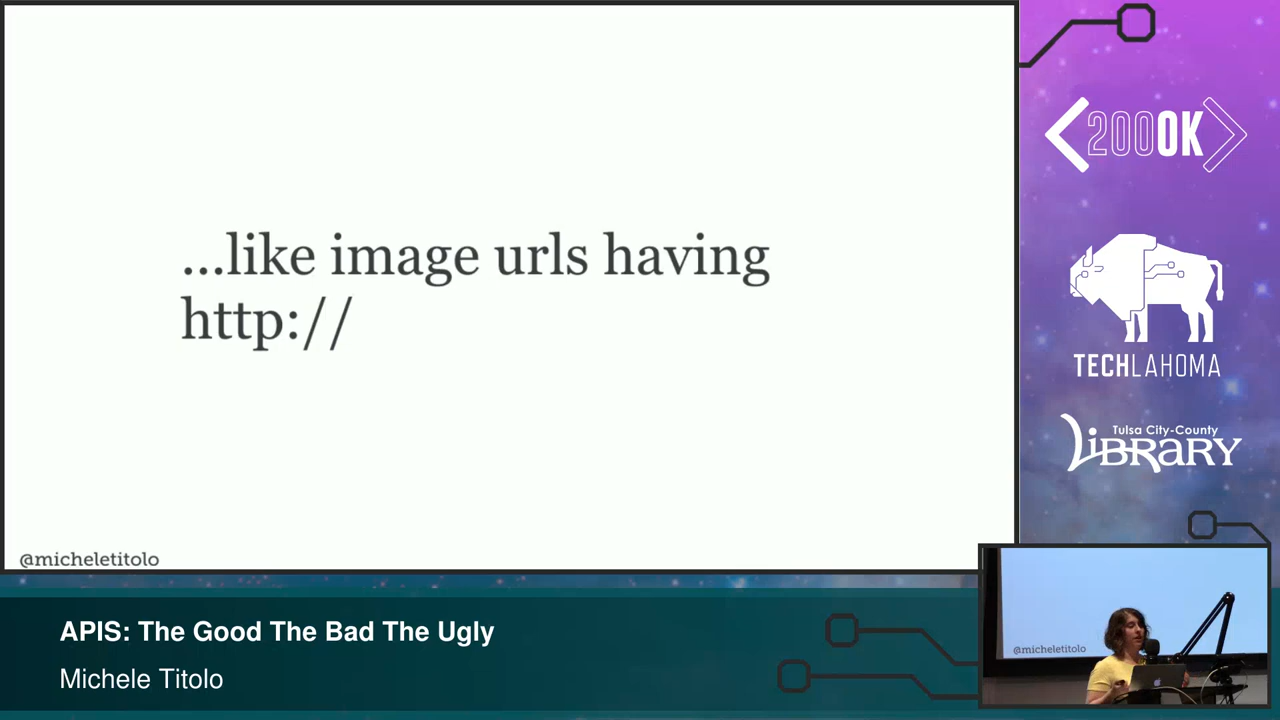 ...like image urls having
http://
@micheletitolo
200OK
TECHLAHOMA
Tulsa City-County
LIBRARY
@micheletitolo
APIS: The Good The Bad The Ugly
Michele Titolo